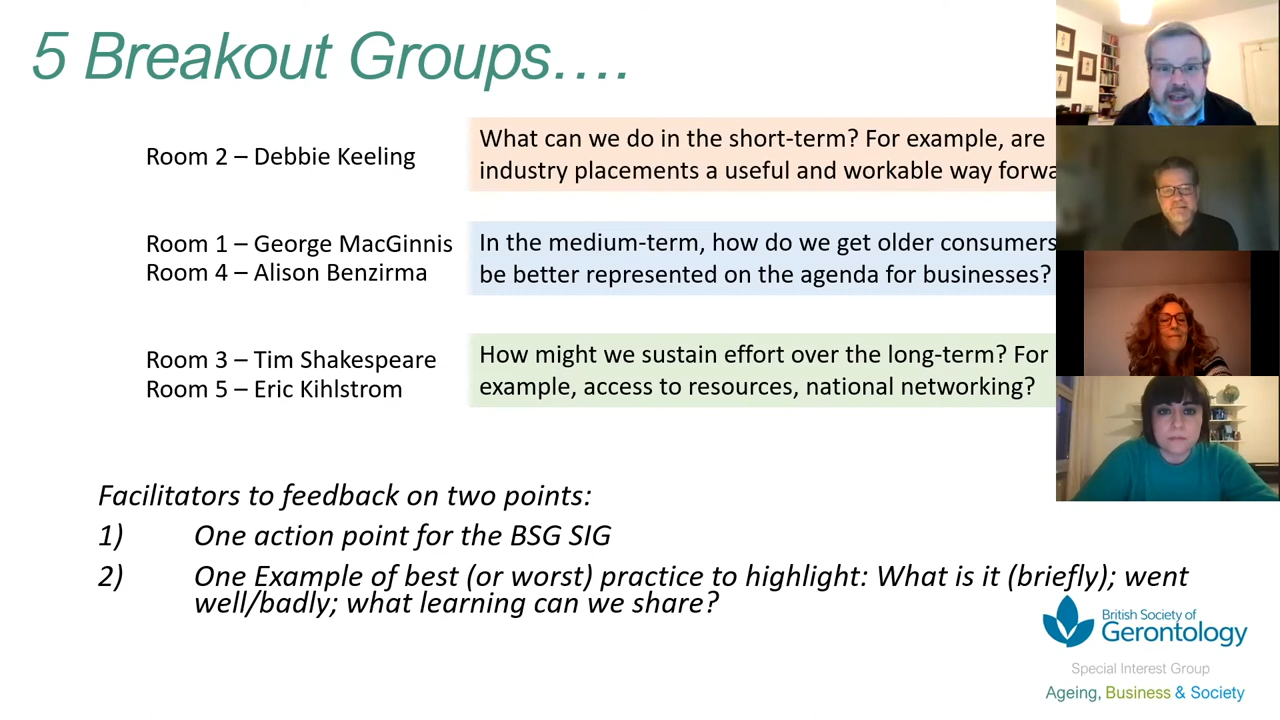 5 Breakout Groups….
Room 2 – Debbie Keeling
What can we do in the short-term? For example, are
industry placements a useful and workable way forwa
Room 1 – George MacGinnis
Room 4 – Alison Benzirma
In the medium-term, how do we get older consumers
be better represented on the agenda for businesses?
Room 3 – Tim Shakespeare
Room 5 – Eric Kihlstrom
How might we sustain effort over the long-term? For
example, access to resources, national networking?
Facilitators to feedback on two points:
1) One action point for the BSG SIG
2) One Example of best (or worst) practice to highlight: What is it (briefly); went
well/badly; what learning can we share?
British Society of
Gerontology
Special Interest Group
Ageing, Business & Society